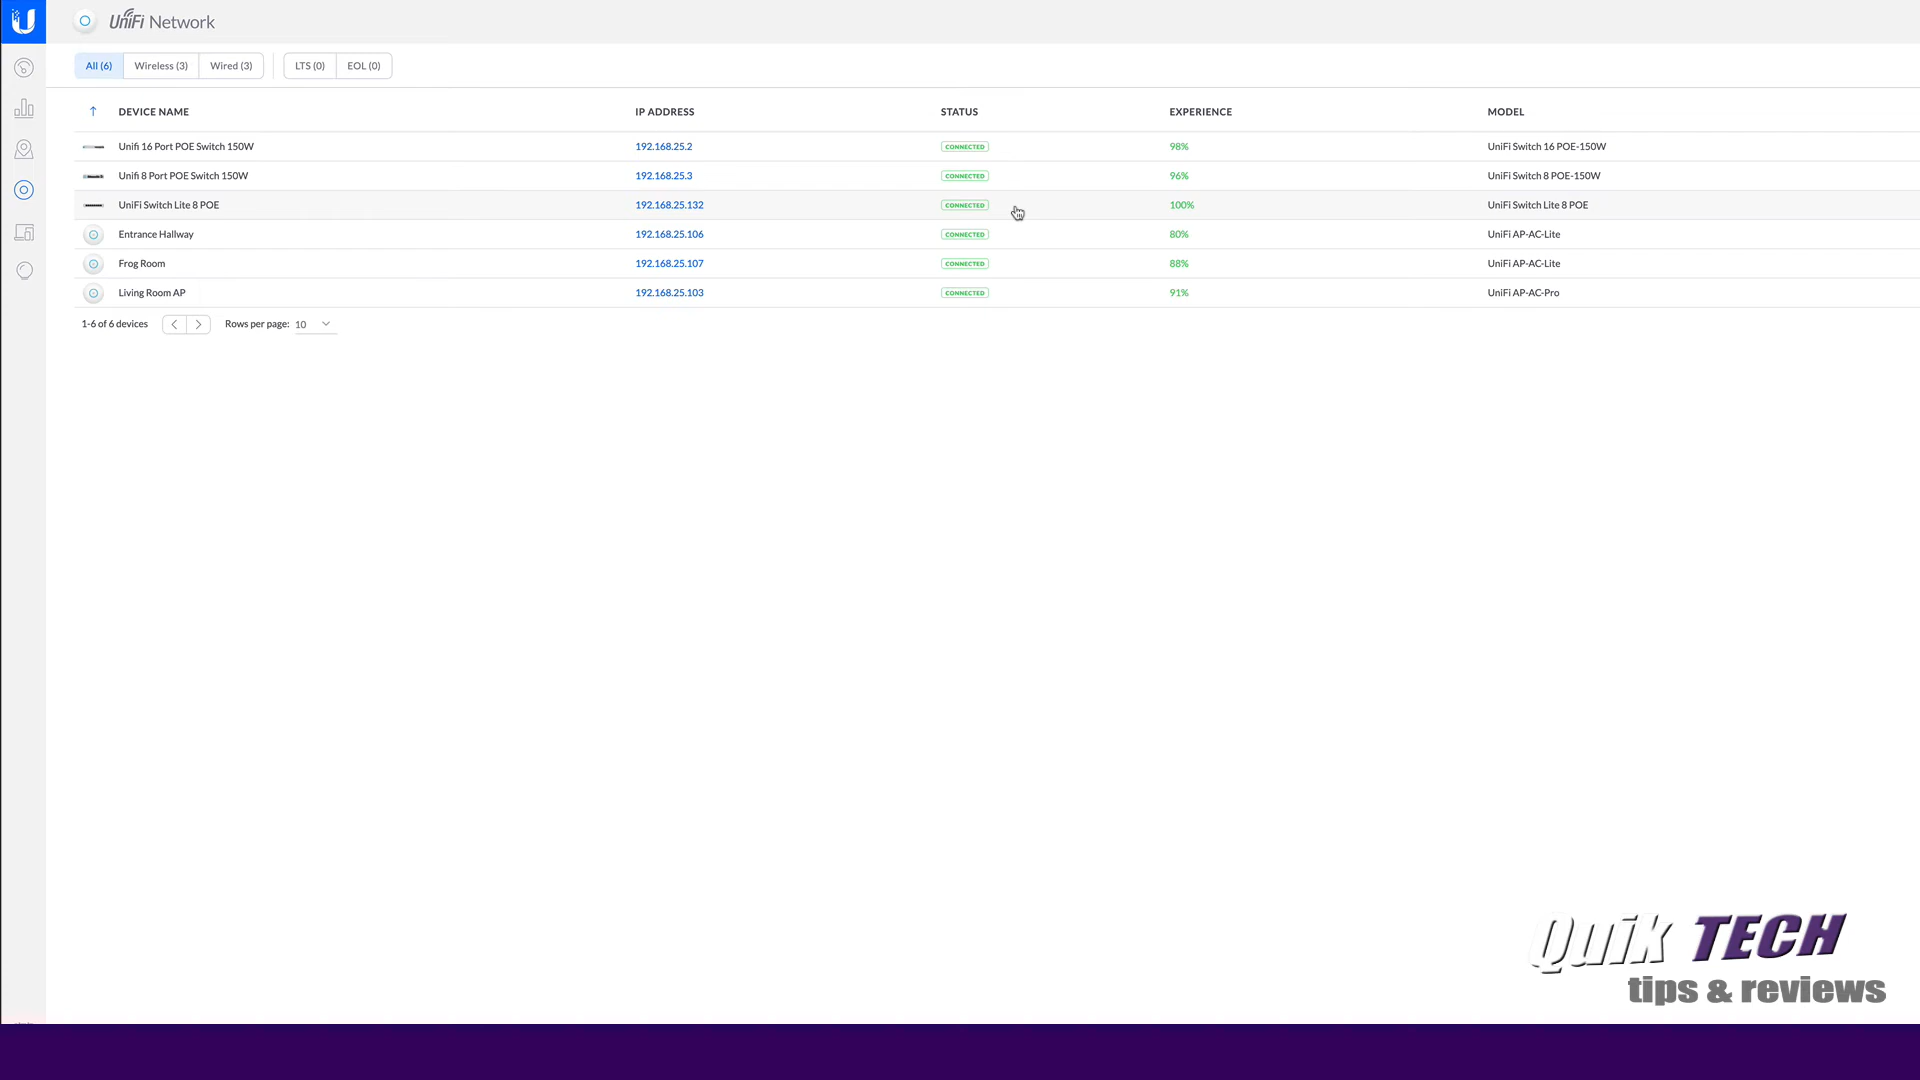 UniFi Network
All (6) Wireless (3) Wired (3) LTS (0) EOL (0)
DEVICE NAME IP ADDRESS STATUS EXPERIENCE MODEL
Unifi 16 Port POE Switch 150W 192.168.25.2 CONNECTED 98% UniFi Switch 16 POE-150W
Unifi 8 Port POE Switch 150W 192.168.25.3 CONNECTED 96% UniFi Switch 8 POE-150W
UniFi Switch Lite 8 POE 192.168.25.132 CONNECTED 100% UniFi Switch Lite 8 POE
Entrance Hallway 192.168.25.106 CONNECTED 80% UniFi AP-AC-Lite
Frog Room 192.168.25.107 CONNECTED 88% UniFi AP-AC-Lite
Living Room AP 192.168.25.103 CONNECTED 91% UniFi AP-AC-Pro
1-6 of 6 devices Rows per page: 10
Quik TECH
tips & reviews